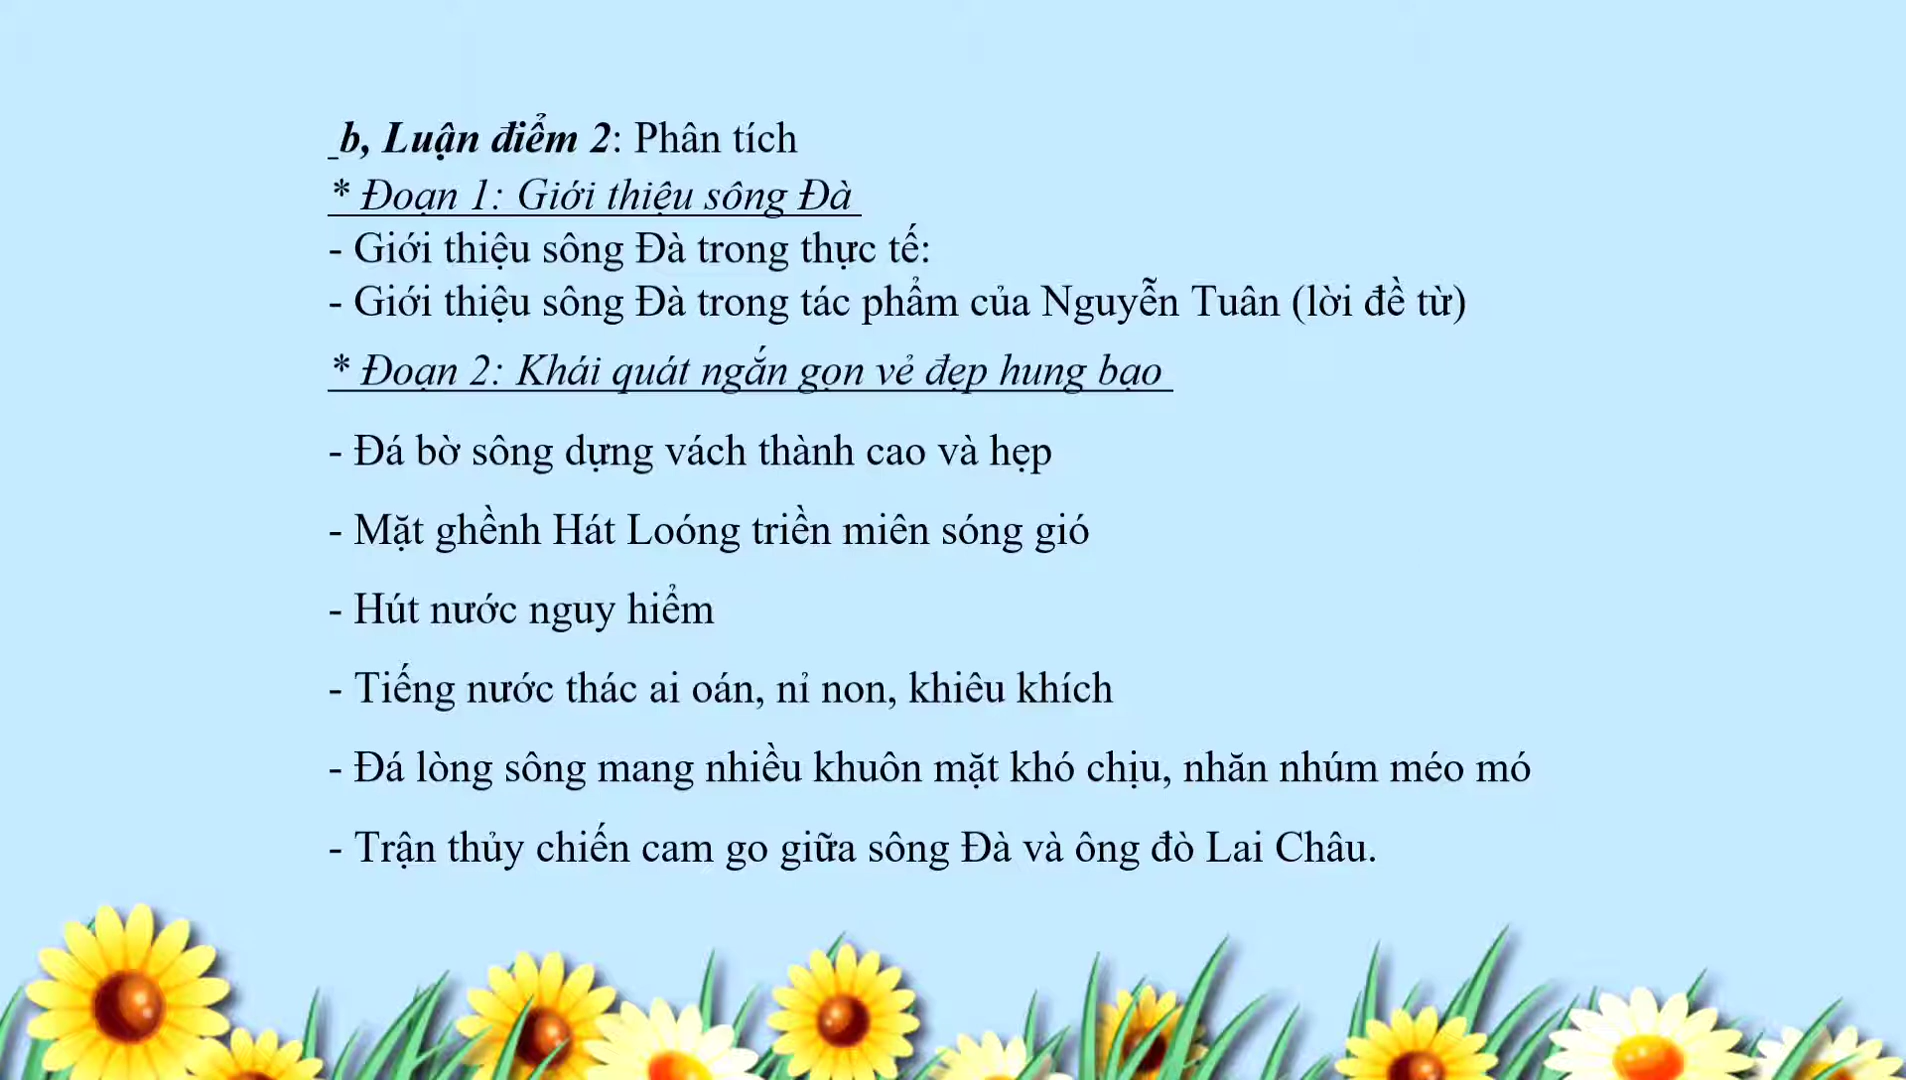 b, Luận điểm 2: Phân tích
* Đoạn 1: Giới thiệu sông Đà
- Giới thiệu sông Đà trong thực tế:
- Giới thiệu sông Đà trong tác phẩm của Nguyễn Tuân (lời đề từ)
* Đoạn 2: Khái quát ngắn gọn vẻ đẹp hung bạo
- Đá bờ sông dựng vách thành cao và hẹp
- Mặt ghềnh Hát Loóng triền miên sóng gió
- Hút nước nguy hiểm
- Tiếng nước thác ai oán, nỉ non, khiêu khích
- Đá lòng sông mang nhiều khuôn mặt khó chịu, nhăn nhúm méo mó
- Trận thủy chiến cam go giữa sông Đà và ông đò Lai Châu.